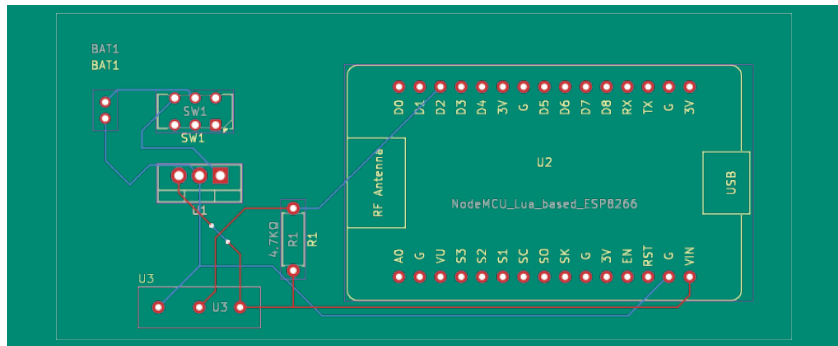 BAT1
BAT1
SW1
SW1
U1
U3
U3
4.7KΩ
R1
R1
D0
D1
D2
D3
D4
3V
G
D5
D6
D7
D8
RX
TX
G
3V
U2
RF Antenna
USB
NodeMCU_Lua_based_ESP8266
A0
G
VU
S3
S2
S1
SC
SO
SK
G
3V
EN
RST
G
VIN